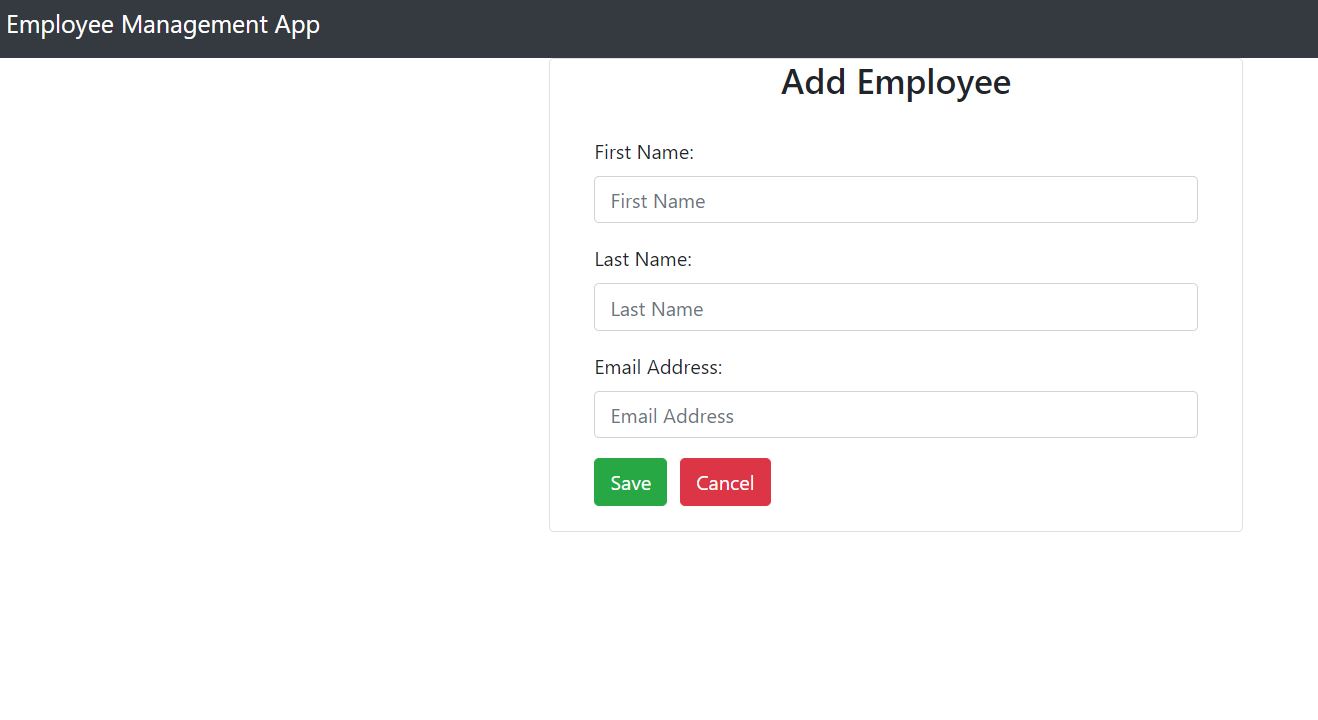 Employee Management App
Add Employee
First Name:
First Name
Last Name:
Last Name
Email Address:
Email Address
Save Cancel